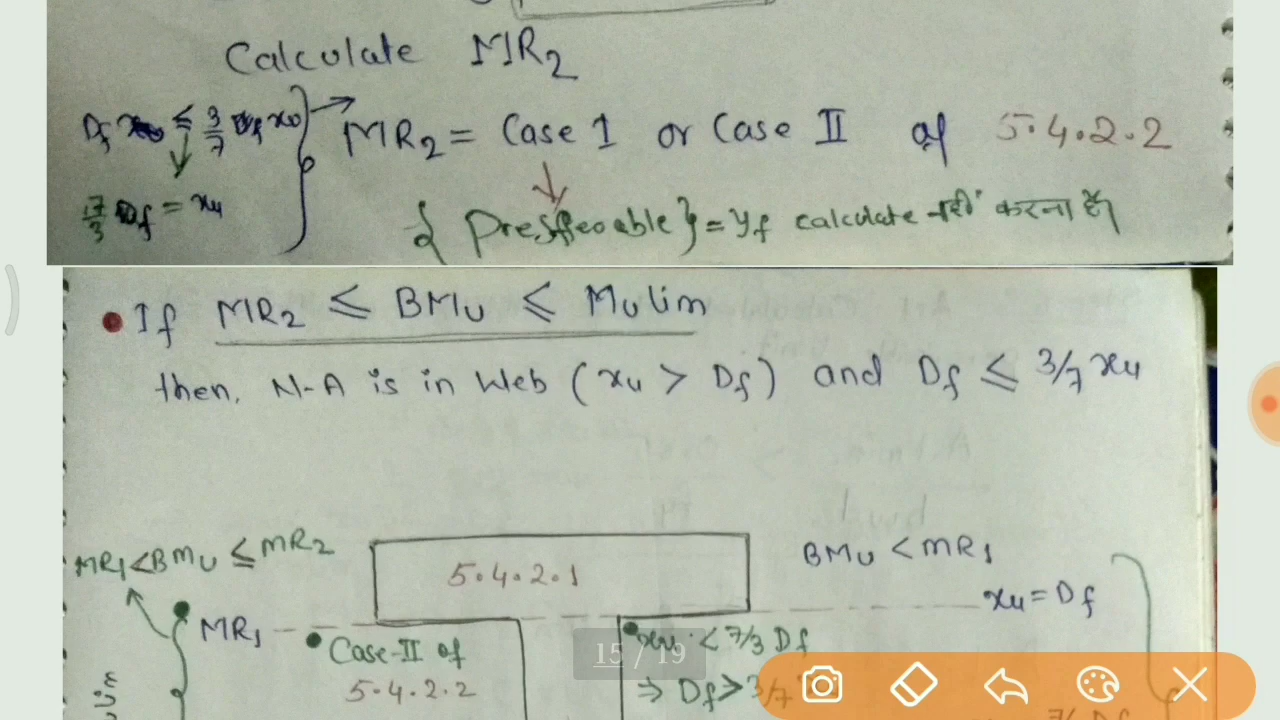 Calculate MR2
Df ≤ 3/7 xu → MR2 = Case I or Case II of 5.4.2.2
7/3 Df = xu
{ } = yf calculate नहीं करना है
• If MR2 ≤ BMu ≤ Mulim
then, N-A is in Web (xu > Df) and Df ≤ 3/7 xu
MR1 < BMu ≤ MR2
5.4.2.1
BMu < MR1
xu = Df
MR1
• Case-II of
5.4.2.2
xu < 7/3 Df
⇒ Df > 3/7
15 / 19